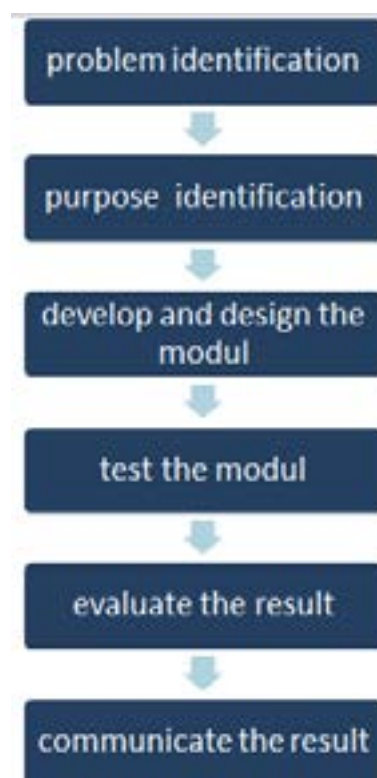 problem identification
purpose identification
develop and design the
modul
test the modul
evaluate the result
communicate the result